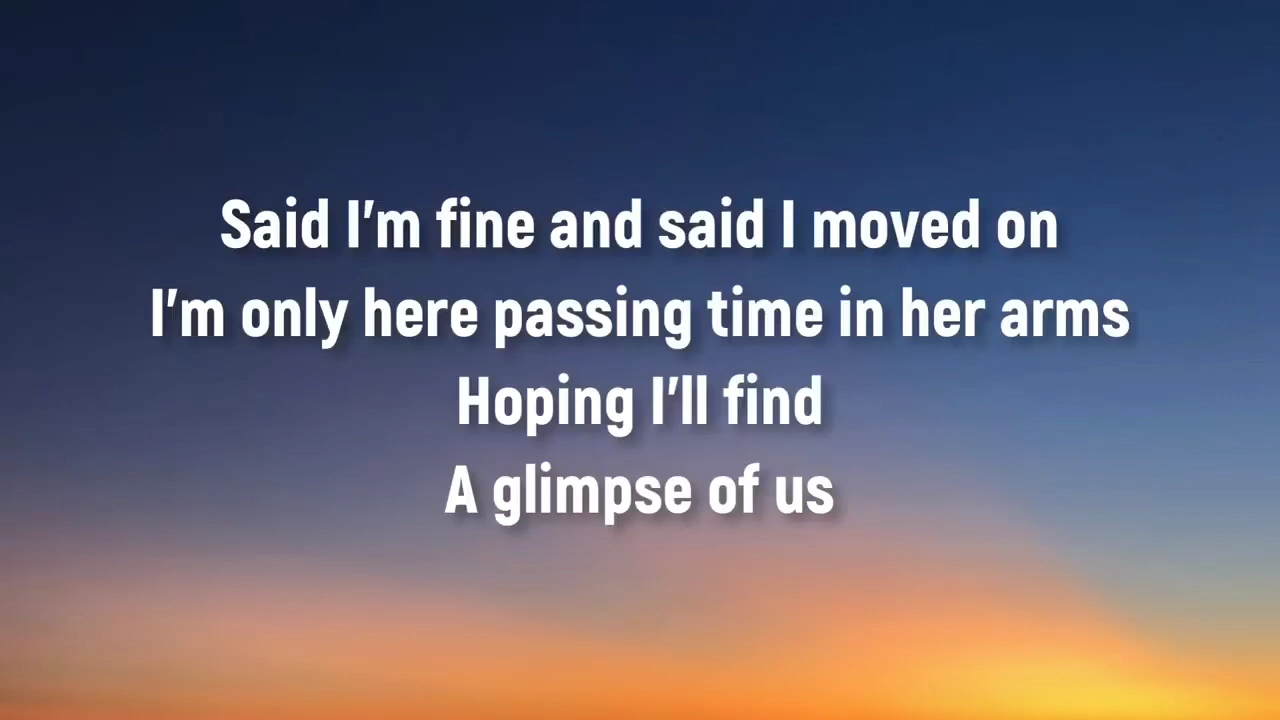 Said I'm fine and said I moved on
I'm only here passing time in her arms
Hoping I'll find
A glimpse of us